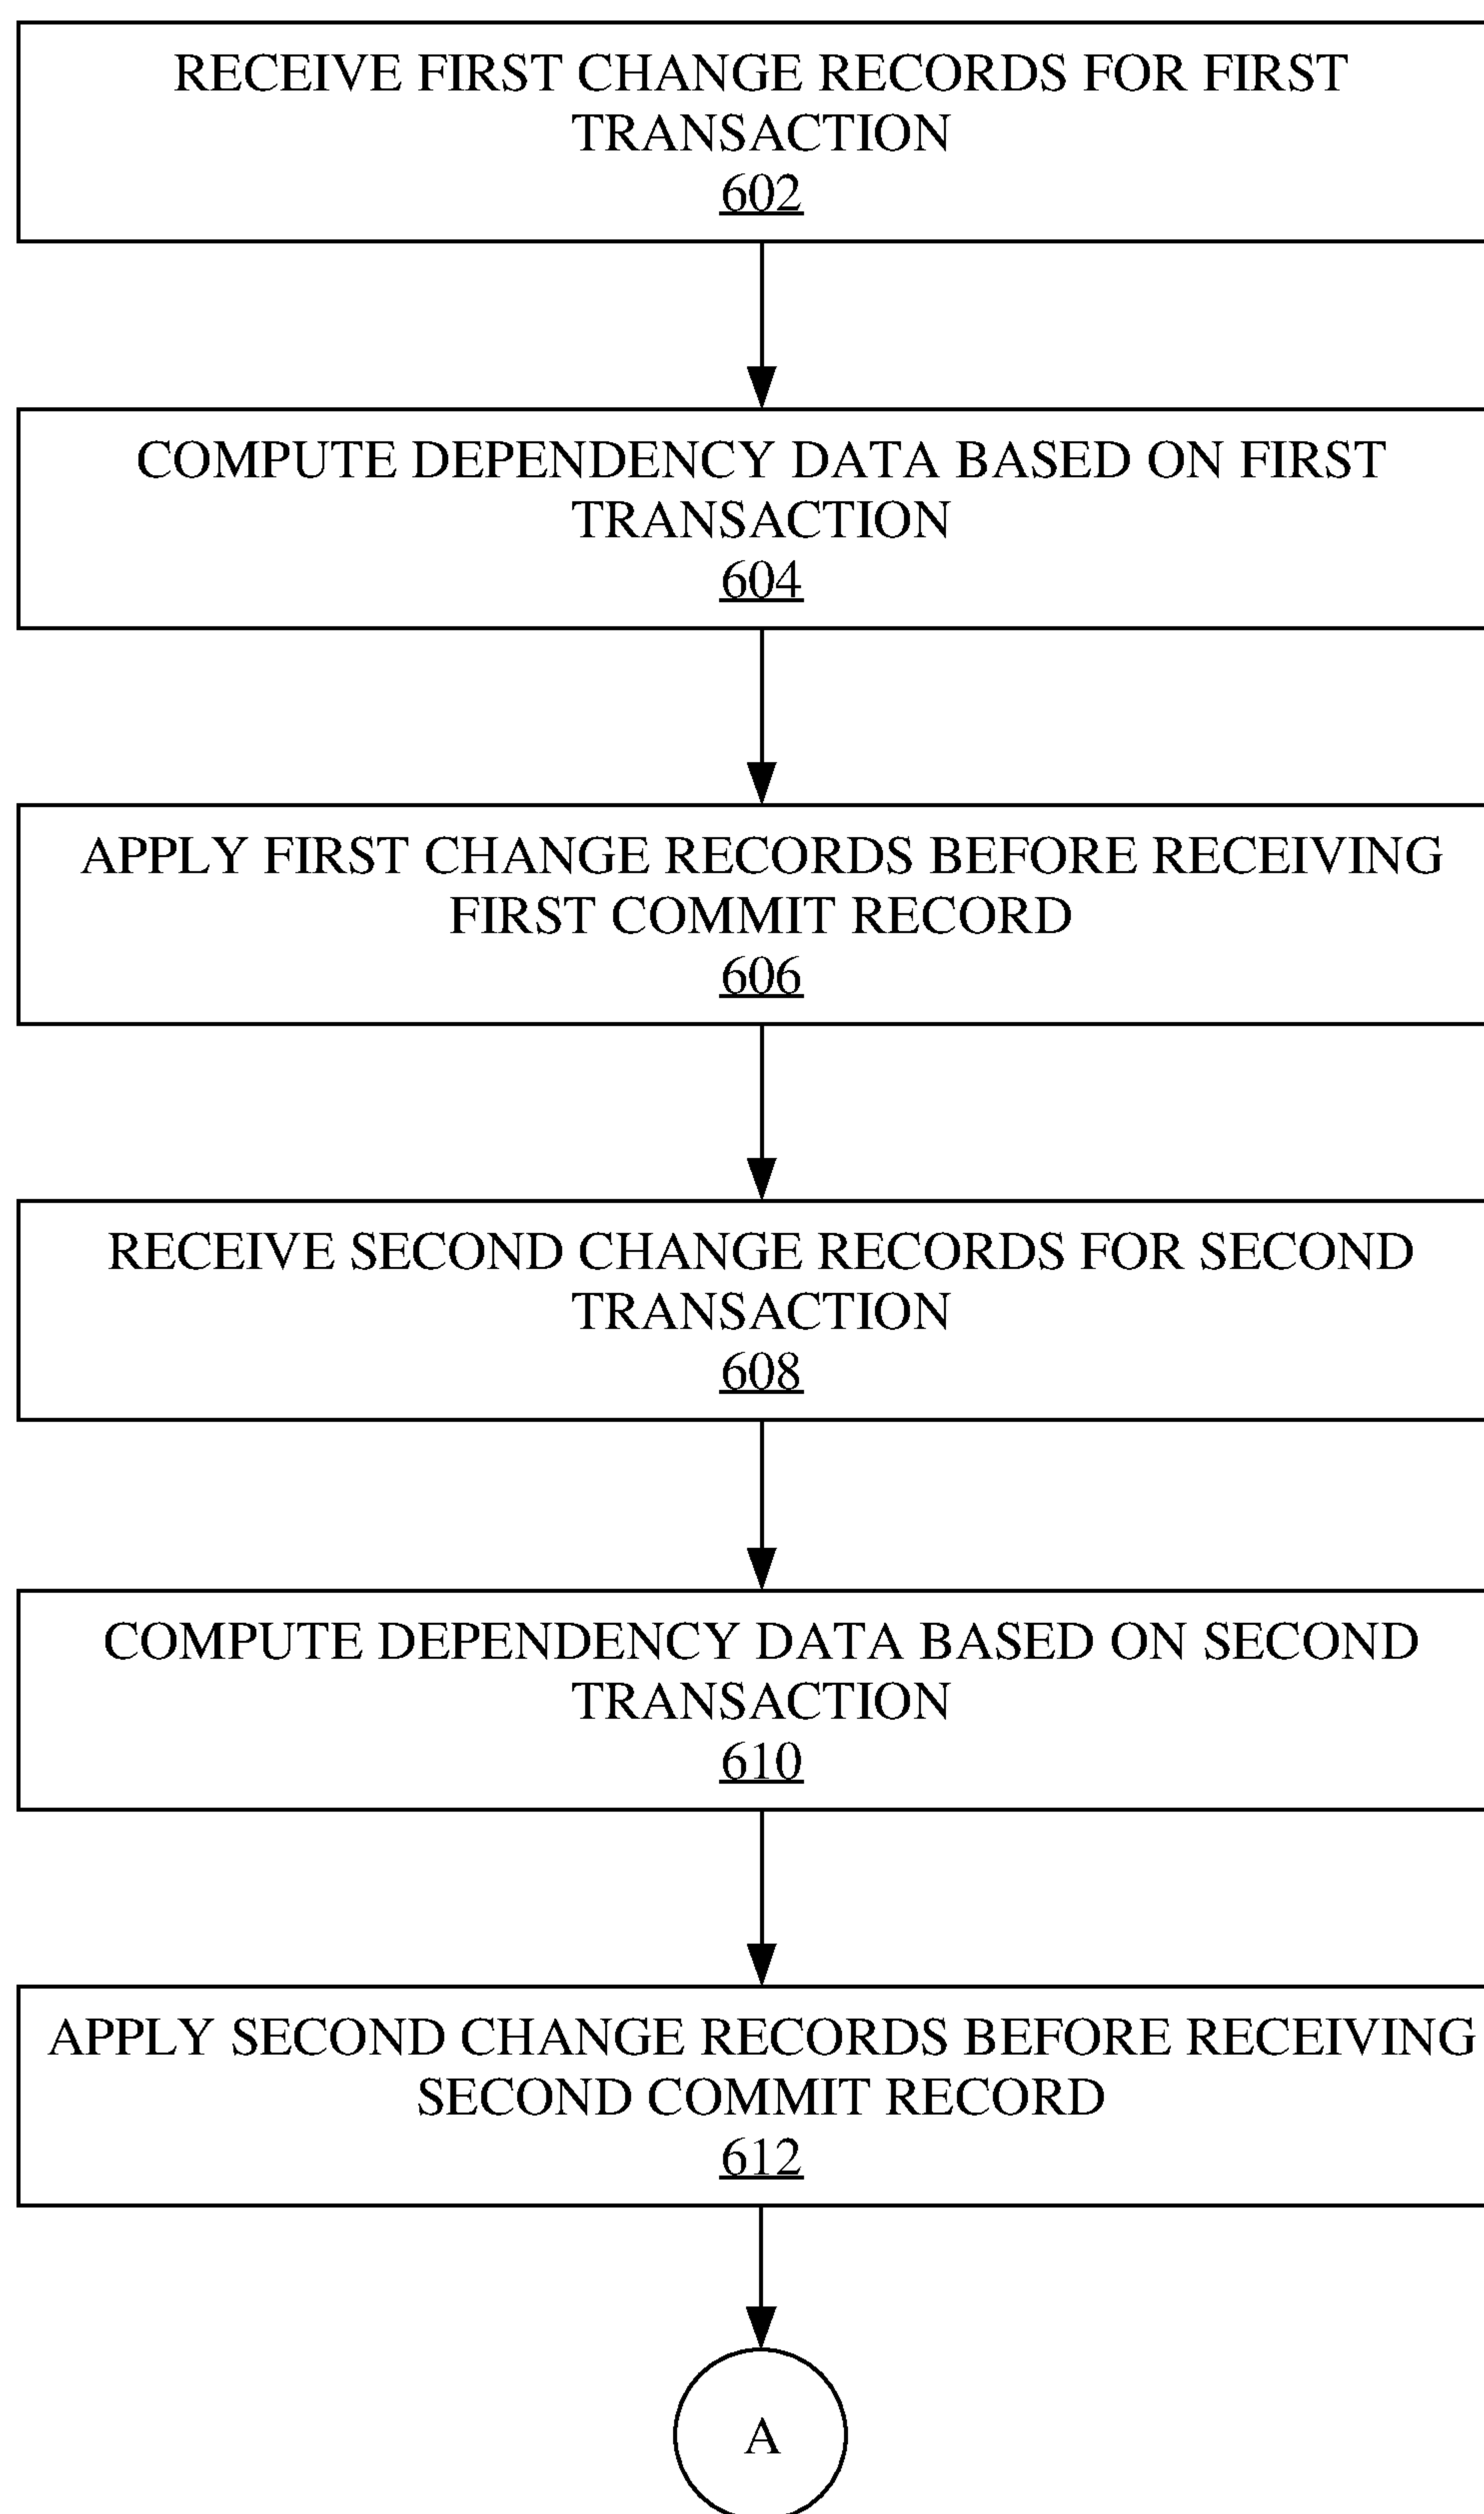 RECEIVE FIRST CHANGE RECORDS FOR FIRST
TRANSACTION
602
COMPUTE DEPENDENCY DATA BASED ON FIRST
TRANSACTION
604
APPLY FIRST CHANGE RECORDS BEFORE RECEIVING
FIRST COMMIT RECORD
606
RECEIVE SECOND CHANGE RECORDS FOR SECOND
TRANSACTION
608
COMPUTE DEPENDENCY DATA BASED ON SECOND
TRANSACTION
610
APPLY SECOND CHANGE RECORDS BEFORE RECEIVING
SECOND COMMIT RECORD
612
A